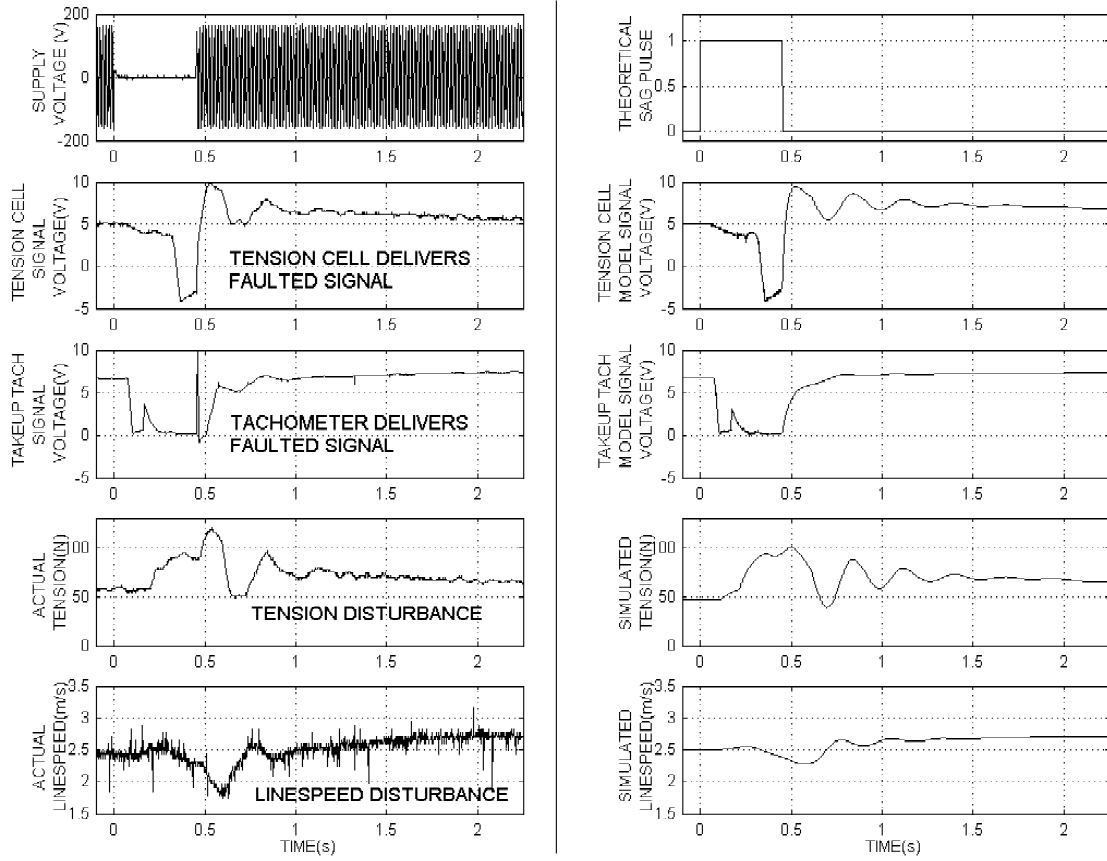 SUPPLY
VOLTAGE (V)
200
0
-200
0
0.5
1
1.5
2
THEORETICAL
SAG PULSE
1
0.5
0
0
0.5
1
1.5
2
TENSION CELL
SIGNAL
VOLTAGE(V)
10
5
0
-5
TENSION CELL DELIVERS
FAULTED SIGNAL
0
0.5
1
1.5
2
TENSION CELL
MODEL SIGNAL
VOLTAGE(V)
10
5
0
-5
0
0.5
1
1.5
2
TAKEUP TACH
SIGNAL
VOLTAGE(V)
10
5
0
-5
TACHOMETER DELIVERS
FAULTED SIGNAL
0
0.5
1
1.5
2
TAKEUP TACH
MODEL SIGNAL
VOLTAGE(V)
10
5
0
-5
0
0.5
1
1.5
2
ACTUAL
TENSION(N)
100
50
0
TENSION DISTURBANCE
0
0.5
1
1.5
2
SIMULATED
TENSION(N)
100
50
0
0
0.5
1
1.5
2
ACTUAL
LINESPEED(m/s)
3.5
3
2.5
2
1.5
LINESPEED DISTURBANCE
0
0.5
1
1.5
2
TIME(s)
SIMULATED
LINESPEED(m/s)
3.5
3
2.5
2
1.5
0
0.5
1
1.5
2
TIME(s)